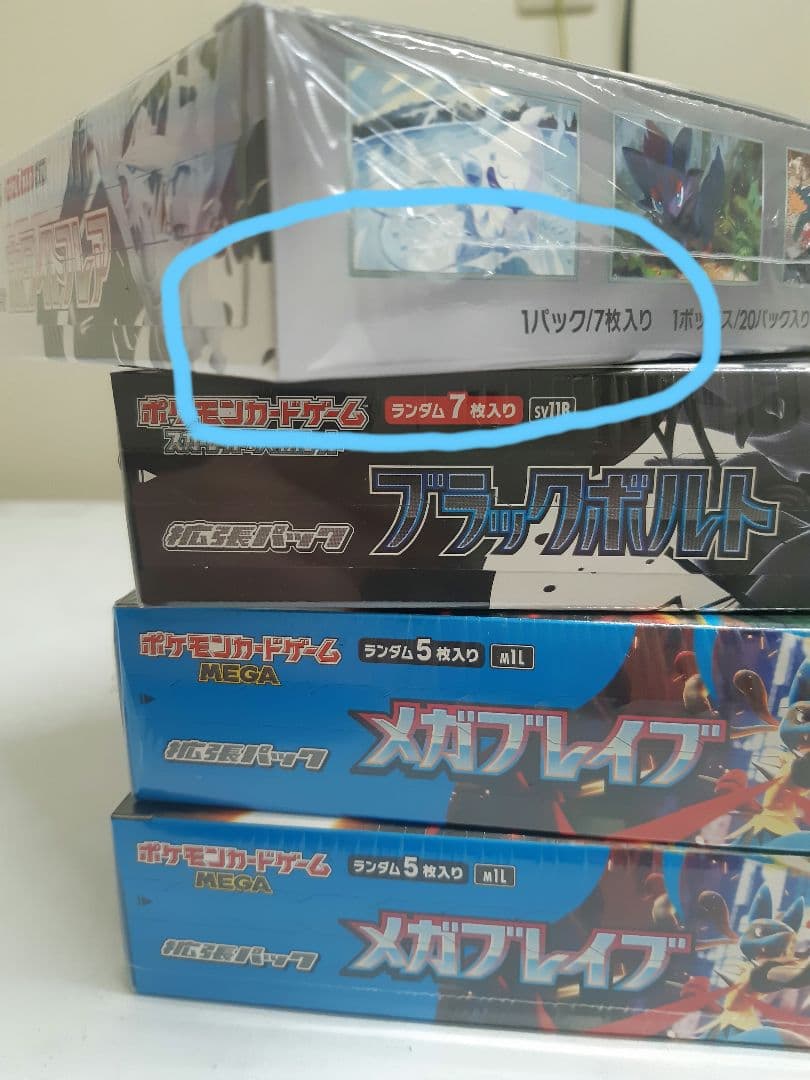 1パック/7枚入り 1ボックス/20パック入り
ポケモンカードゲーム ランダム7枚入り SV11B
拡張パック ブラックボルト
ポケモンカードゲーム ランダム5枚入り M1L
MEGA
拡張パック メガブレイブ
ポケモンカードゲーム ランダム5枚入り M1L
MEGA
拡張パック メガブレイブ